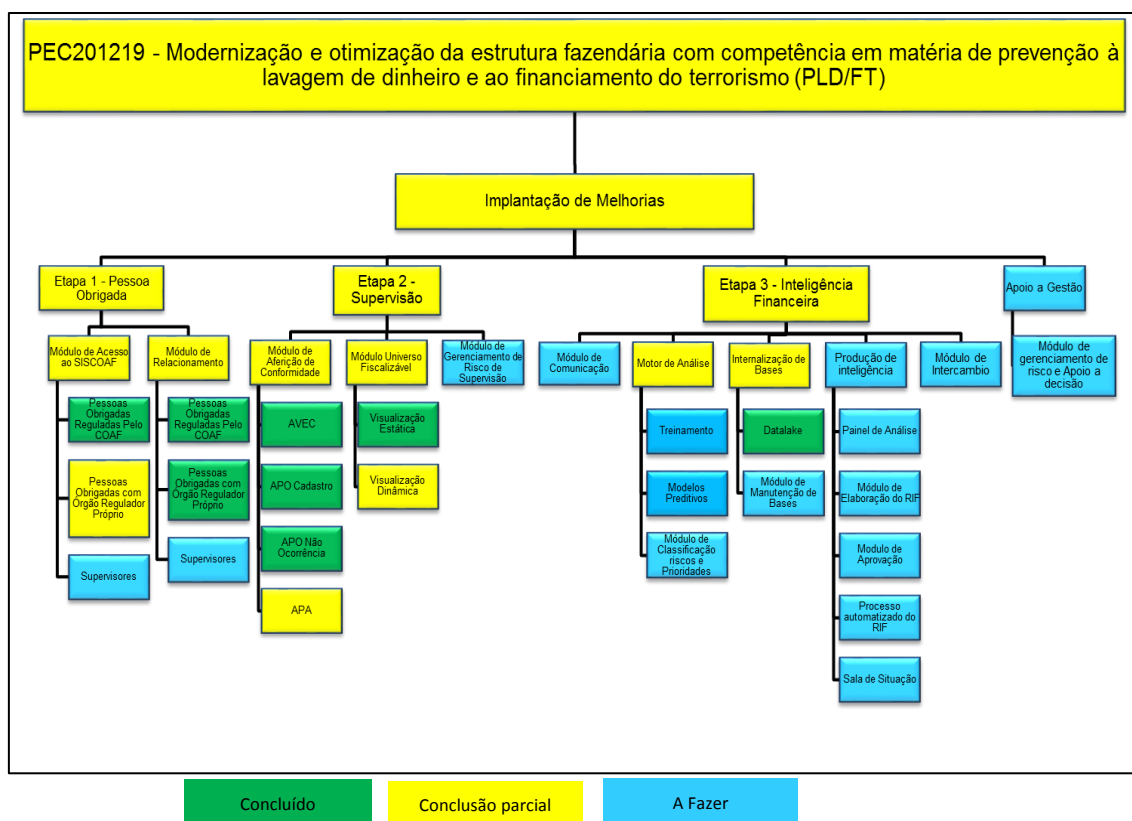 PEC201219 - Modernização e otimização da estrutura fazendária com competência em matéria de prevenção à
lavagem de dinheiro e ao financiamento do terrorismo (PLD/FT)
Implantação de Melhorias
Etapa 1 - Pessoa
Obrigada
Etapa 2 -
Supervisão
Etapa 3 - Inteligência
Financeira
Apoio a Gestão
Módulo de Acesso
ao SISCOAF
Módulo de
Relacionamento
Módulo de
Aferição de
Conformidade
Módulo Universo
Fiscalizável
Módulo de
Gerenciamento de
Risco de Supervisão
Módulo de
Comunicação
Motor de Análise
Internalização de
Bases
Produção de
inteligência
Módulo de
Intercambio
Módulo de
gerenciamento de
risco e Apoio a
decisão
Pessoas Obrigadas
Reguladas Pelo
COAF
Pessoas
Obrigadas com
Órgão Regulador
Próprio
Supervisores
Pessoas Obrigadas
Reguladas Pelo
COAF
Pessoas
Obrigadas com
Órgão Regulador
Próprio
Supervisores
AVEC
APO Cadastro
APO Não
Ocorrência
APA
Visualização
Estática
Visualização
Dinâmica
Treinamento
Modelos
Preditivos
Módulo de
Classificação
riscos e
Prioridades
Datalake
Módulo de
Manutenção de
Bases
Painel de Análise
Módulo de
Elaboração do RIF
Modulo de
Aprovação
Processo
automatizado do
RIF
Sala de Situação
Concluído
Conclusão parcial
A Fazer